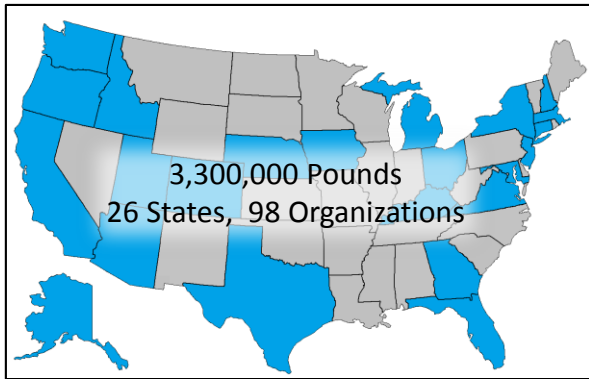 3,300,000 Pounds
26 States, 98 Organizations